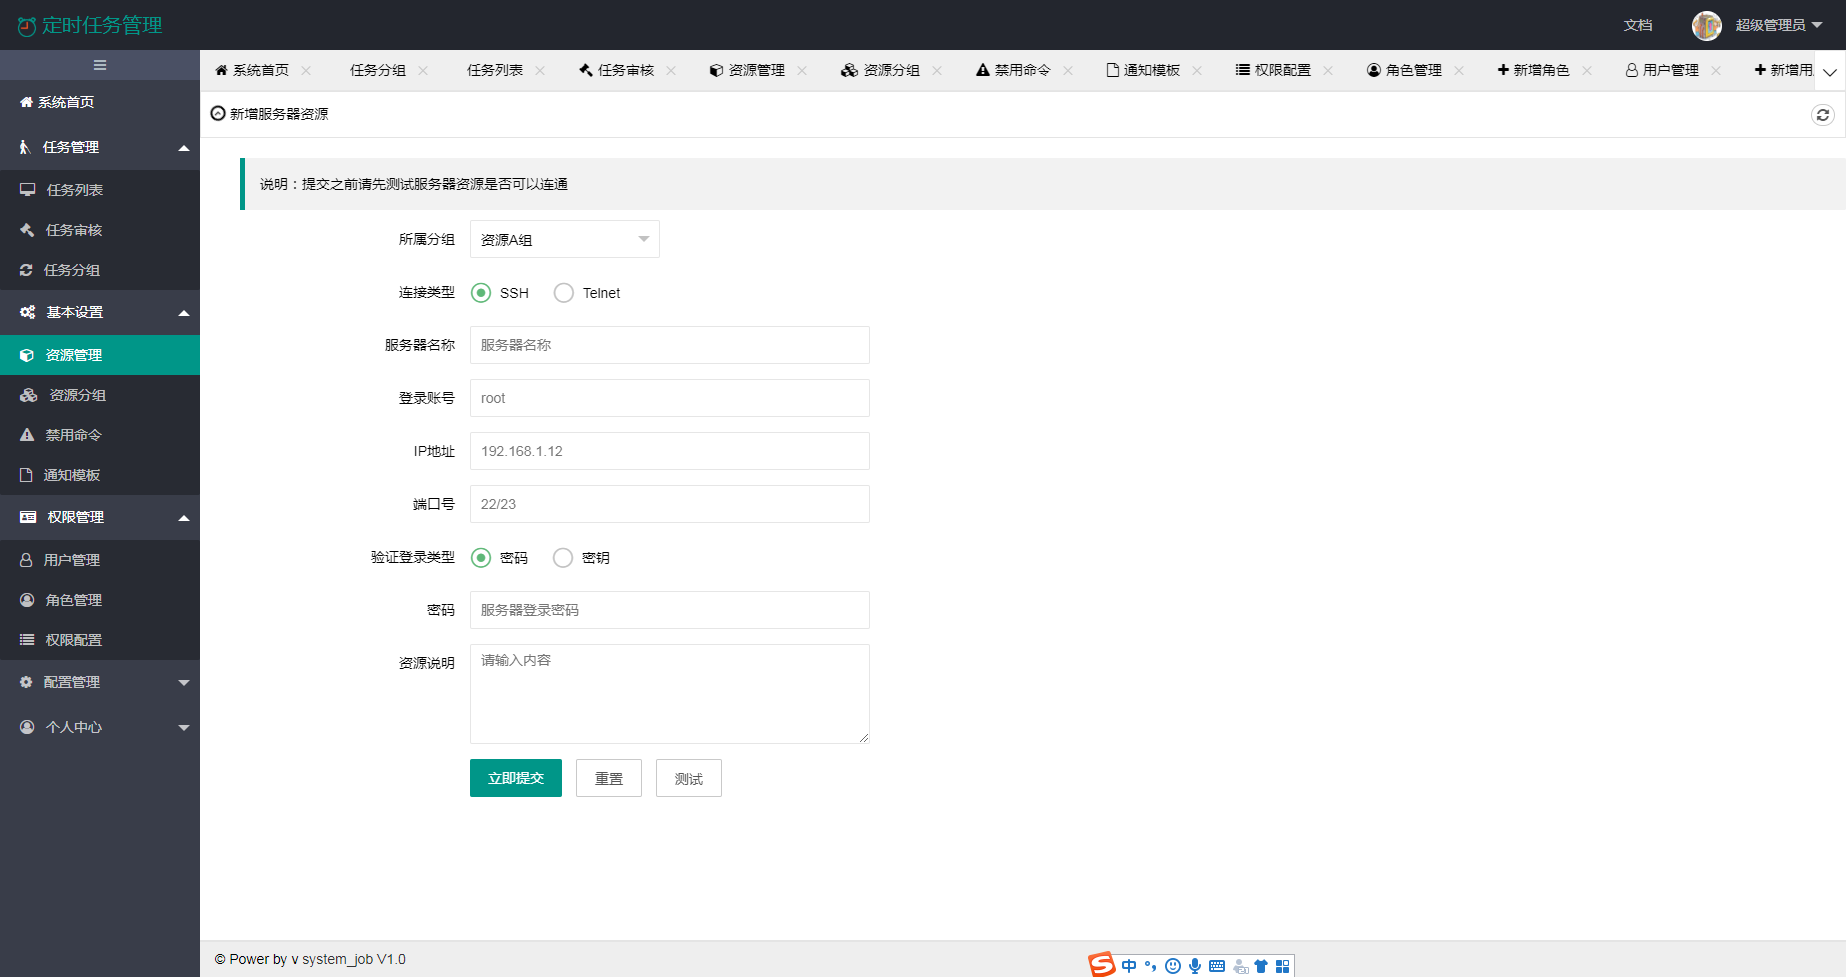 定时任务管理
文档
超级管理员
系统首页
任务分组
任务列表
任务审核
资源管理
资源分组
禁用命令
通知模板
权限配置
角色管理
新增角色
用户管理
新增用
系统首页
任务管理
任务列表
任务审核
任务分组
基本设置
资源管理
资源分组
禁用命令
通知模板
权限管理
用户管理
角色管理
权限配置
配置管理
个人中心
新增服务器资源
说明：提交之前请先测试服务器资源是否可以连通
所属分组 资源A组
连接类型 SSH Telnet
服务器名称 服务器名称
登录账号 root
IP地址 192.168.1.12
端口号 22/23
验证登录类型 密码 密钥
密码 服务器登录密码
资源说明 请输入内容
立即提交 重置 测试
© Power by v system_job V1.0
中